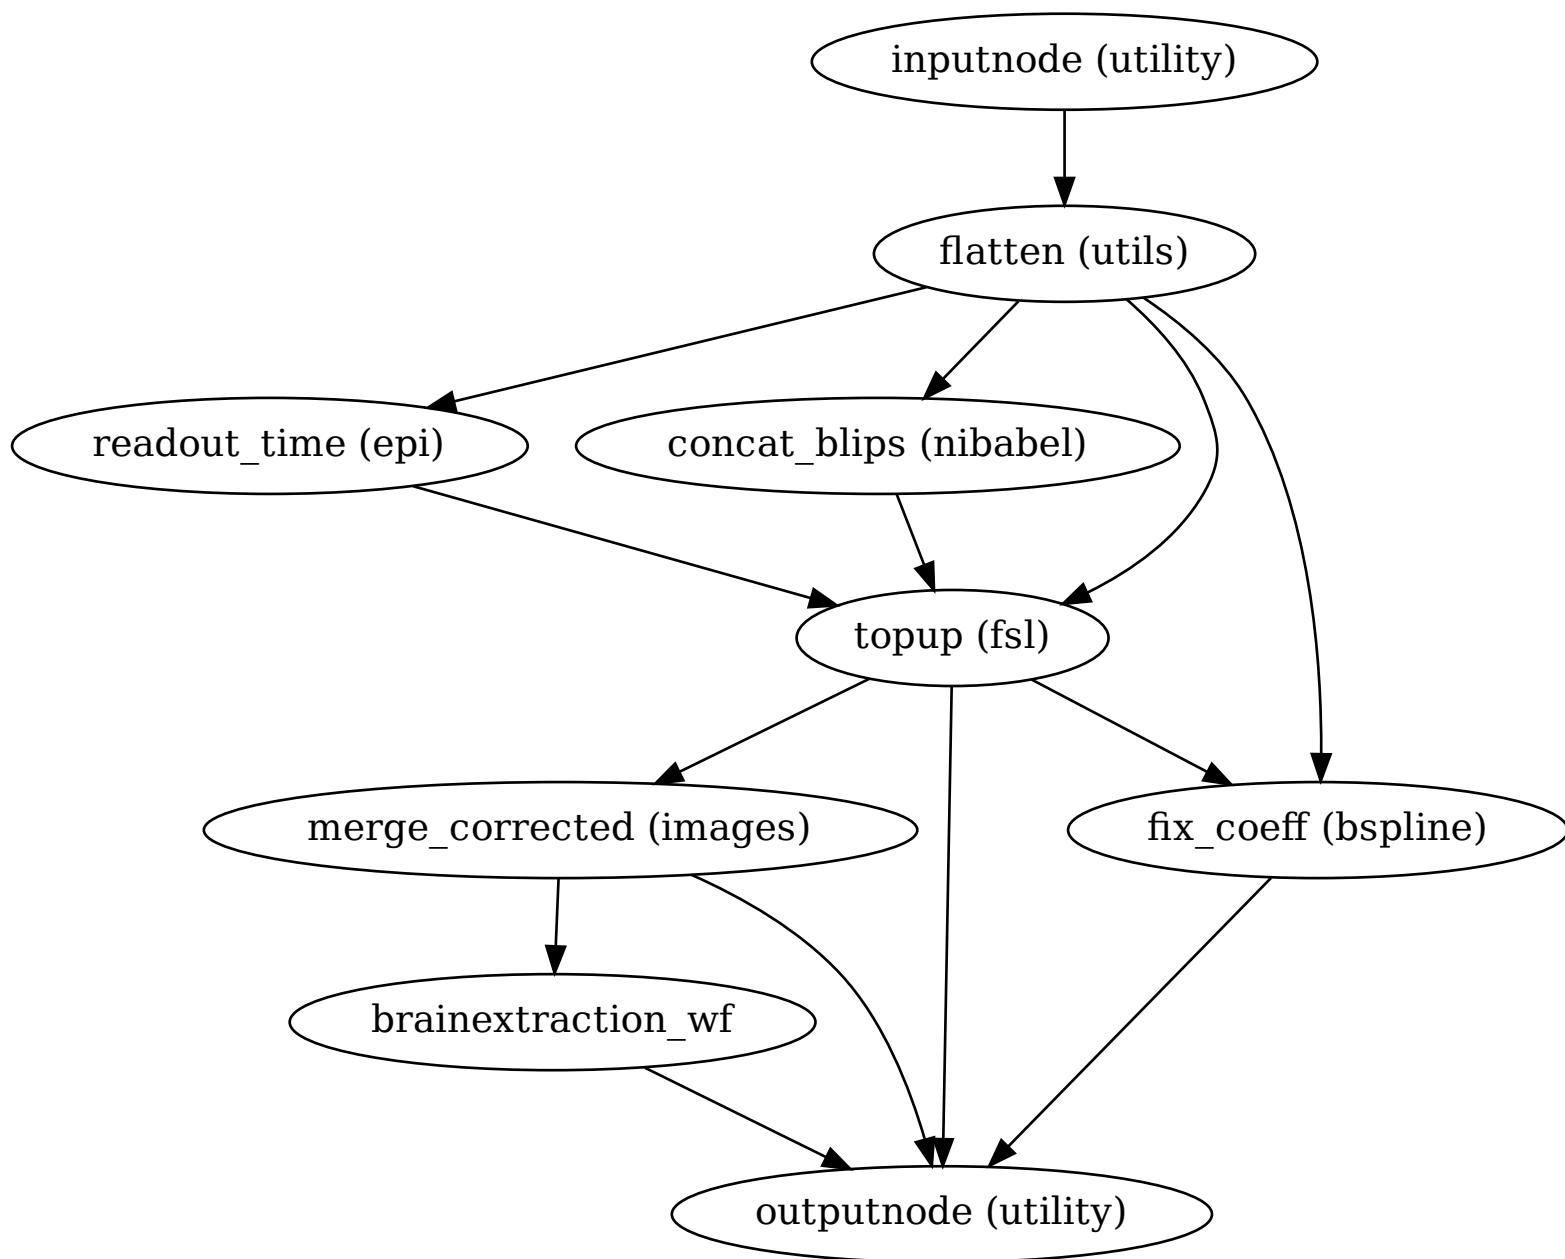 inputnode (utility)
flatten (utils)
readout_time (epi)
concat_blips (nibabel)
topup (fsl)
merge_corrected (images)
fix_coeff (bspline)
brainextraction_wf
outputnode (utility)